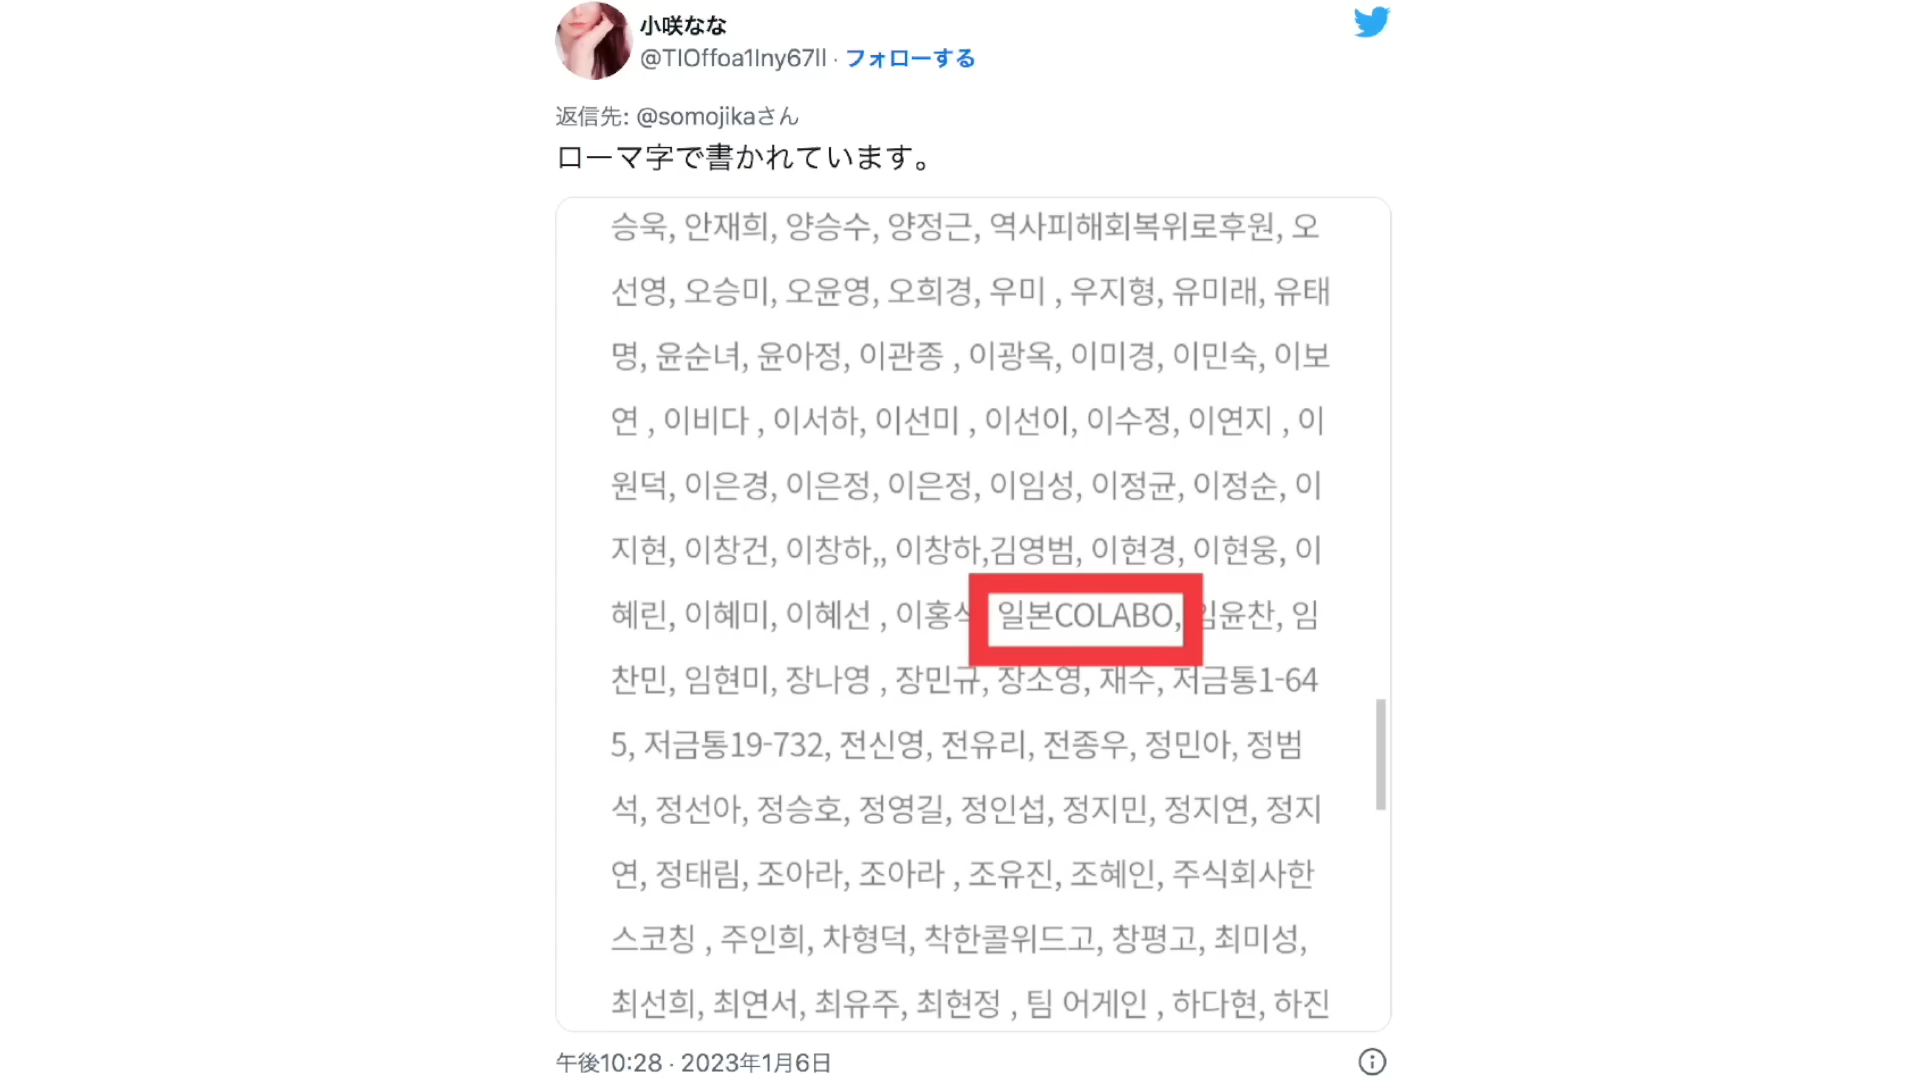 小咲なな
@TlOffoa1lny67ll · フォローする
返信先: @somojikaさん
ローマ字で書かれています。
승욱, 안재희, 양승수, 양정근, 역사피해회복위로후원, 오
선영, 오승미, 오윤영, 오희경, 우미 , 우지형, 유미래, 유태
명, 윤순녀, 윤아정, 이관종 , 이광옥, 이미경, 이민숙, 이보
연 , 이비다 , 이서하, 이선미 , 이선이, 이수정, 이연지 , 이
원덕, 이은경, 이은정, 이은정, 이임성, 이정균, 이정순, 이
지현, 이창건, 이창하,, 이창하,김영범, 이현경, 이현웅, 이
혜린, 이혜미, 이혜선 , 일본COLABO, 임윤찬, 임
찬민, 임현미, 장나영 , 장민규, 장소영, 재수, 저금통1-64
5, 저금통19-732, 전신영, 전유리, 전종우, 정민아, 정범
석, 정선아, 정승호, 정영길, 정인섭, 정지민, 정지연, 정지
연, 정태림, 조아라, 조아라 , 조유진, 조혜인, 주식회사한
스코칭 , 주인희, 차형덕, 착한콜위드고, 창평고, 최미성,
최선희, 최연서, 최유주, 최현정 , 팀 어게인 , 하다현, 하진
午後10:28 · 2023年1月6日